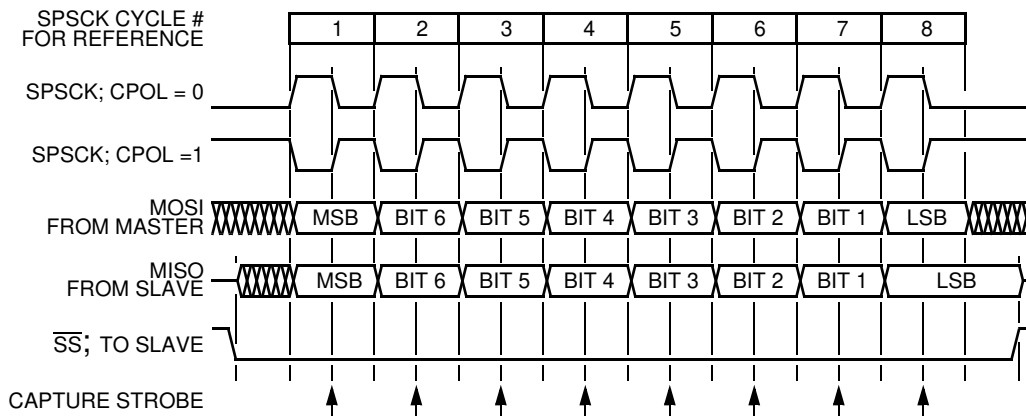 SPSCK CYCLE #
FOR REFERENCE
1 2 3 4 5 6 7 8
SPSCK; CPOL = 0
SPSCK; CPOL =1
MOSI
FROM MASTER
MSB BIT 6 BIT 5 BIT 4 BIT 3 BIT 2 BIT 1 LSB
MISO
FROM SLAVE
MSB BIT 6 BIT 5 BIT 4 BIT 3 BIT 2 BIT 1 LSB
S̅S̅; TO SLAVE
CAPTURE STROBE